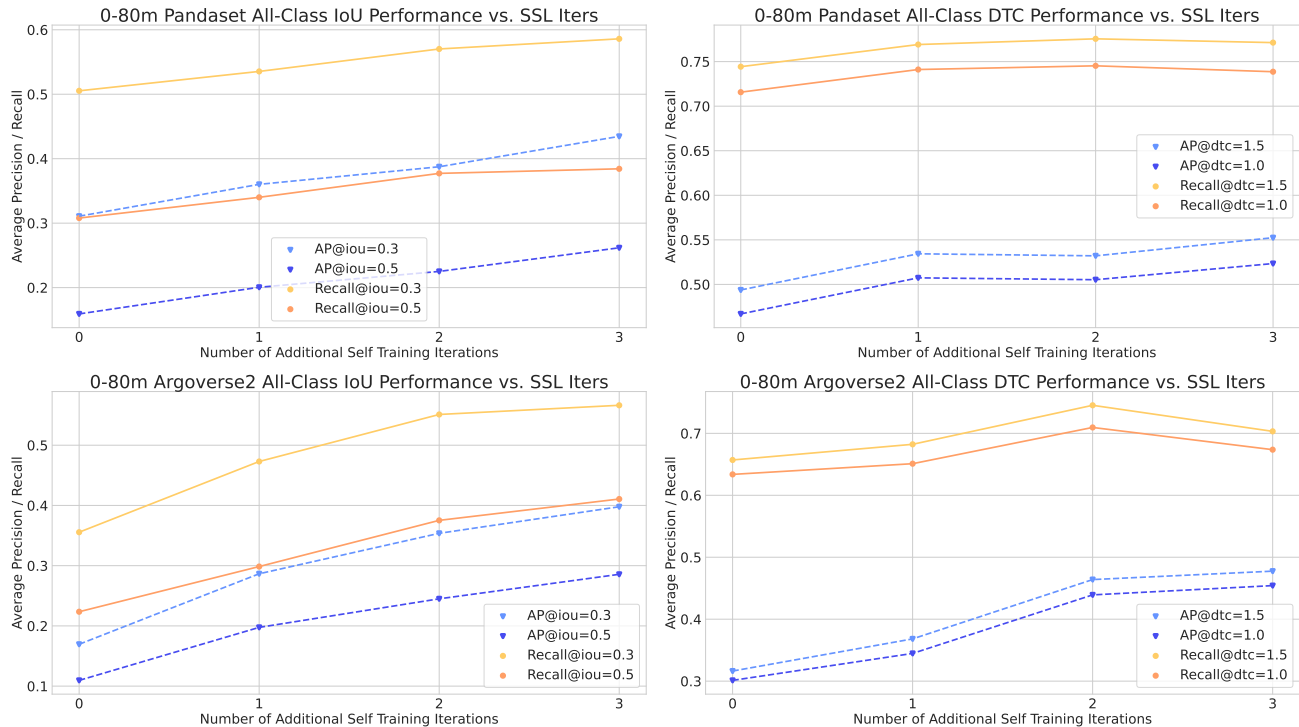 0-80m Pandaset All-Class IoU Performance vs. SSL Iters
Average Precision / Recall
0.6
0.5
0.4
0.3
0.2
AP@iou=0.3
AP@iou=0.5
Recall@iou=0.3
Recall@iou=0.5
0 1 2 3
Number of Additional Self Training Iterations
0-80m Pandaset All-Class DTC Performance vs. SSL Iters
Average Precision / Recall
0.75
0.70
0.65
0.60
0.55
0.50
AP@dtc=1.5
AP@dtc=1.0
Recall@dtc=1.5
Recall@dtc=1.0
0 1 2 3
Number of Additional Self Training Iterations
0-80m Argoverse2 All-Class IoU Performance vs. SSL Iters
Average Precision / Recall
0.5
0.4
0.3
0.2
0.1
AP@iou=0.3
AP@iou=0.5
Recall@iou=0.3
Recall@iou=0.5
0 1 2 3
Number of Additional Self Training Iterations
0-80m Argoverse2 All-Class DTC Performance vs. SSL Iters
Average Precision / Recall
0.7
0.6
0.5
0.4
0.3
AP@dtc=1.5
AP@dtc=1.0
Recall@dtc=1.5
Recall@dtc=1.0
0 1 2 3
Number of Additional Self Training Iterations